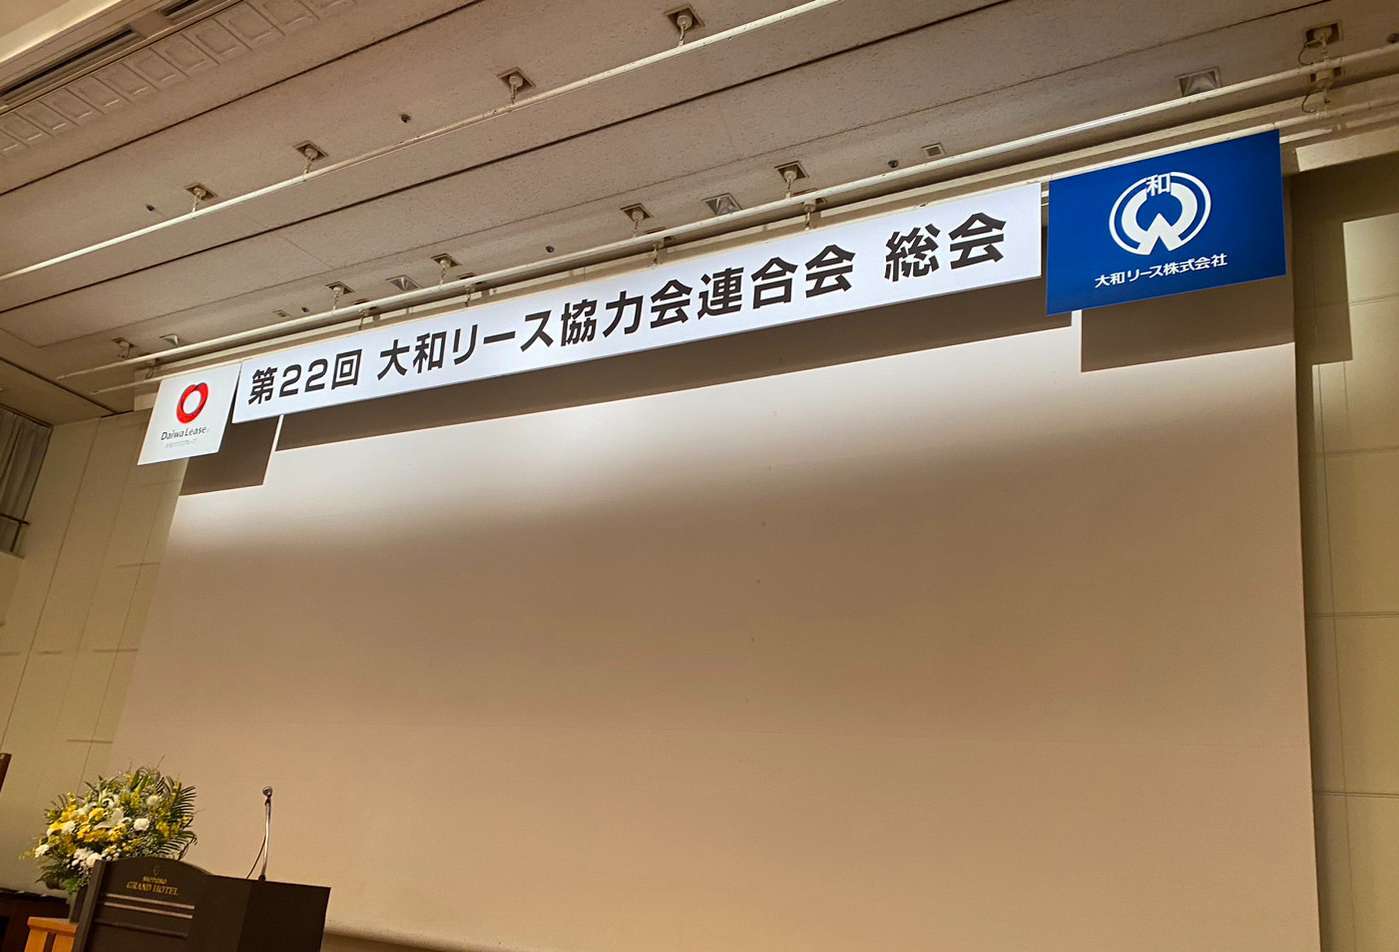 第22回 大和リース協力会連合会 総会
和
大和リース株式会社
Daiwa Lease
GRAND HOTEL